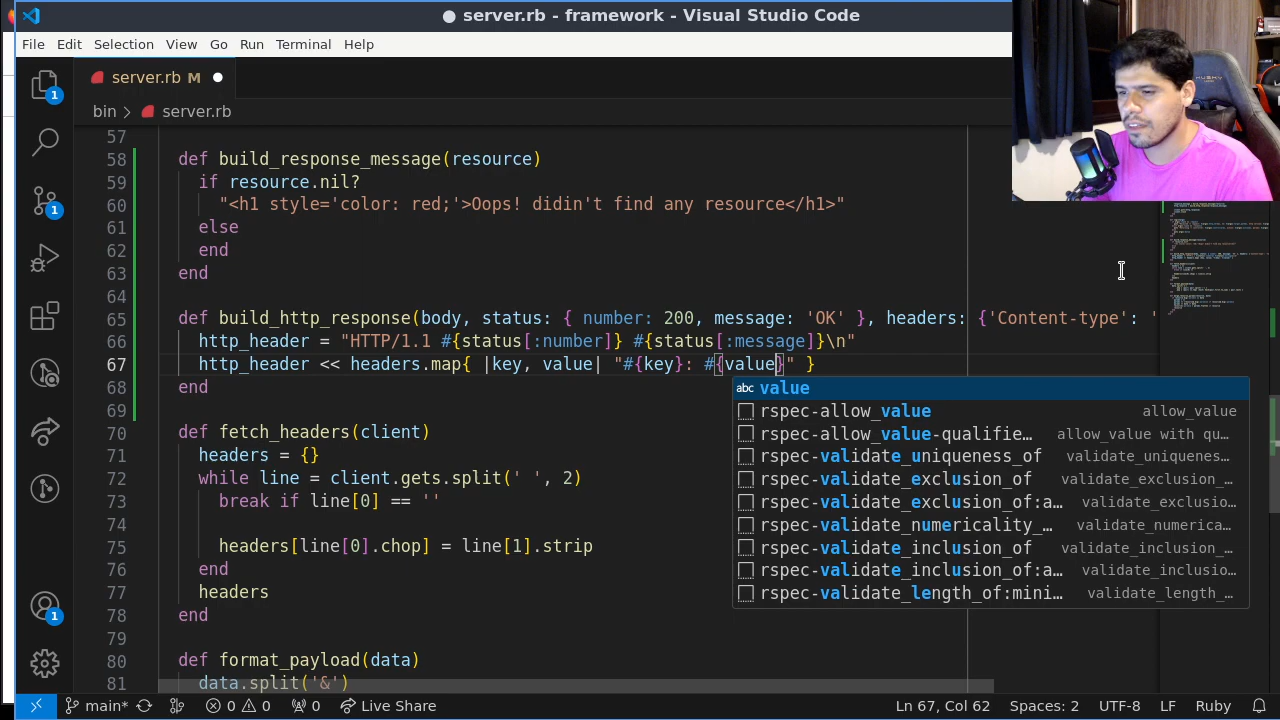 server.rb - framework - Visual Studio Code
File Edit Selection View Go Run Terminal Help
server.rb M
bin > server.rb
57
58 def build_response_message(resource)
59 if resource.nil?
60 "<h1 style='color: red;'>Oops! didin't find any resource</h1>"
61 else
62 end
63 end
64
65 def build_http_response(body, status: { number: 200, message: 'OK' }, headers: {'Content-type': '
66 http_header = "HTTP/1.1 #{status[:number]} #{status[:message]}\n"
67 http_header << headers.map{ |key, value| "#{key}: #{value}" }
68 end
69
70 def fetch_headers(client)
71 headers = {}
72 while line = client.gets.split(' ', 2)
73 break if line[0] == ''
74
75 headers[line[0].chop] = line[1].strip
76 end
77 headers
78 end
79
80 def format_payload(data)
81 data.split('&')
abc value
rspec-allow_value allow_value
rspec-allow_value-qualifie… allow_value with qu…
rspec-validate_uniqueness_of validate_uniquenes…
rspec-validate_exclusion_of validate_exclusion_…
rspec-validate_exclusion_of:a… validate_exclusio…
rspec-validate_numericality_… validate_numerica…
rspec-validate_inclusion_of validate_inclusion_…
rspec-validate_inclusion_of:a… validate_inclusio…
rspec-validate_length_of:mini… validate_length_…
1
1
1
main* 0 0 0 Live Share Ln 67, Col 62 Spaces: 2 UTF-8 LF Ruby